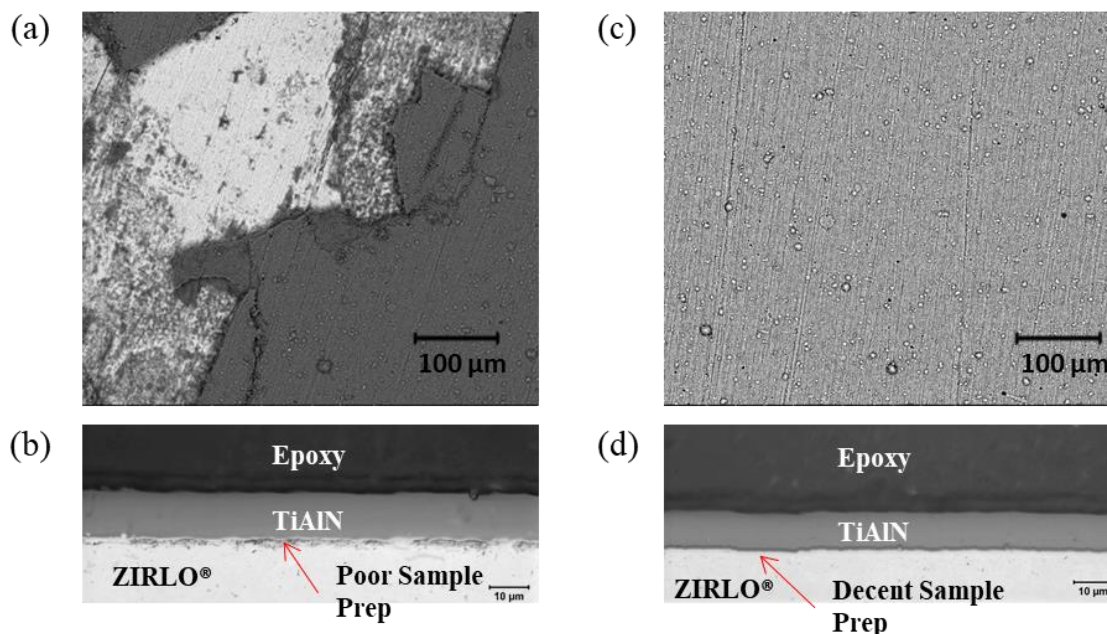 (a)
100 µm
(c)
100 µm
(b)
Epoxy
TiAlN
ZIRLO®
Poor Sample
Prep
10 µm
(d)
Epoxy
TiAlN
ZIRLO®
Decent Sample
Prep
10 µm